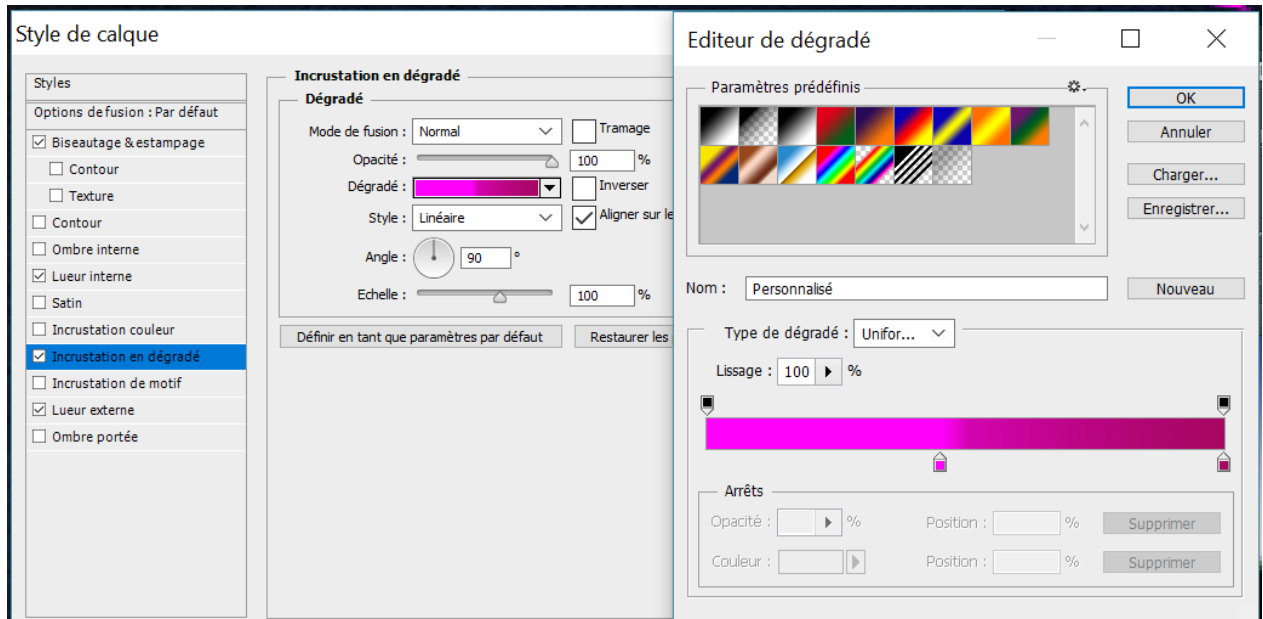 Style de calque
Styles
Options de fusion : Par défaut
Biseautage & estampage
Contour
Texture
Contour
Ombre interne
Lueur interne
Satin
Incrustation couleur
Incrustation en dégradé
Incrustation de motif
Lueur externe
Ombre portée
Incrustation en dégradé
Dégradé
Mode de fusion : Normal Tramage
Opacité : 100 %
Dégradé : Inverser
Style : Linéaire Aligner sur le
Angle : 90 °
Echelle : 100 %
Définir en tant que paramètres par défaut Restaurer les
Editeur de dégradé
Paramètres prédéfinis
OK
Annuler
Charger...
Enregistrer...
Nom : Personnalisé Nouveau
Type de dégradé : Unifor...
Lissage : 100 %
Arrêts
Opacité : % Position : % Supprimer
Couleur : Position : % Supprimer